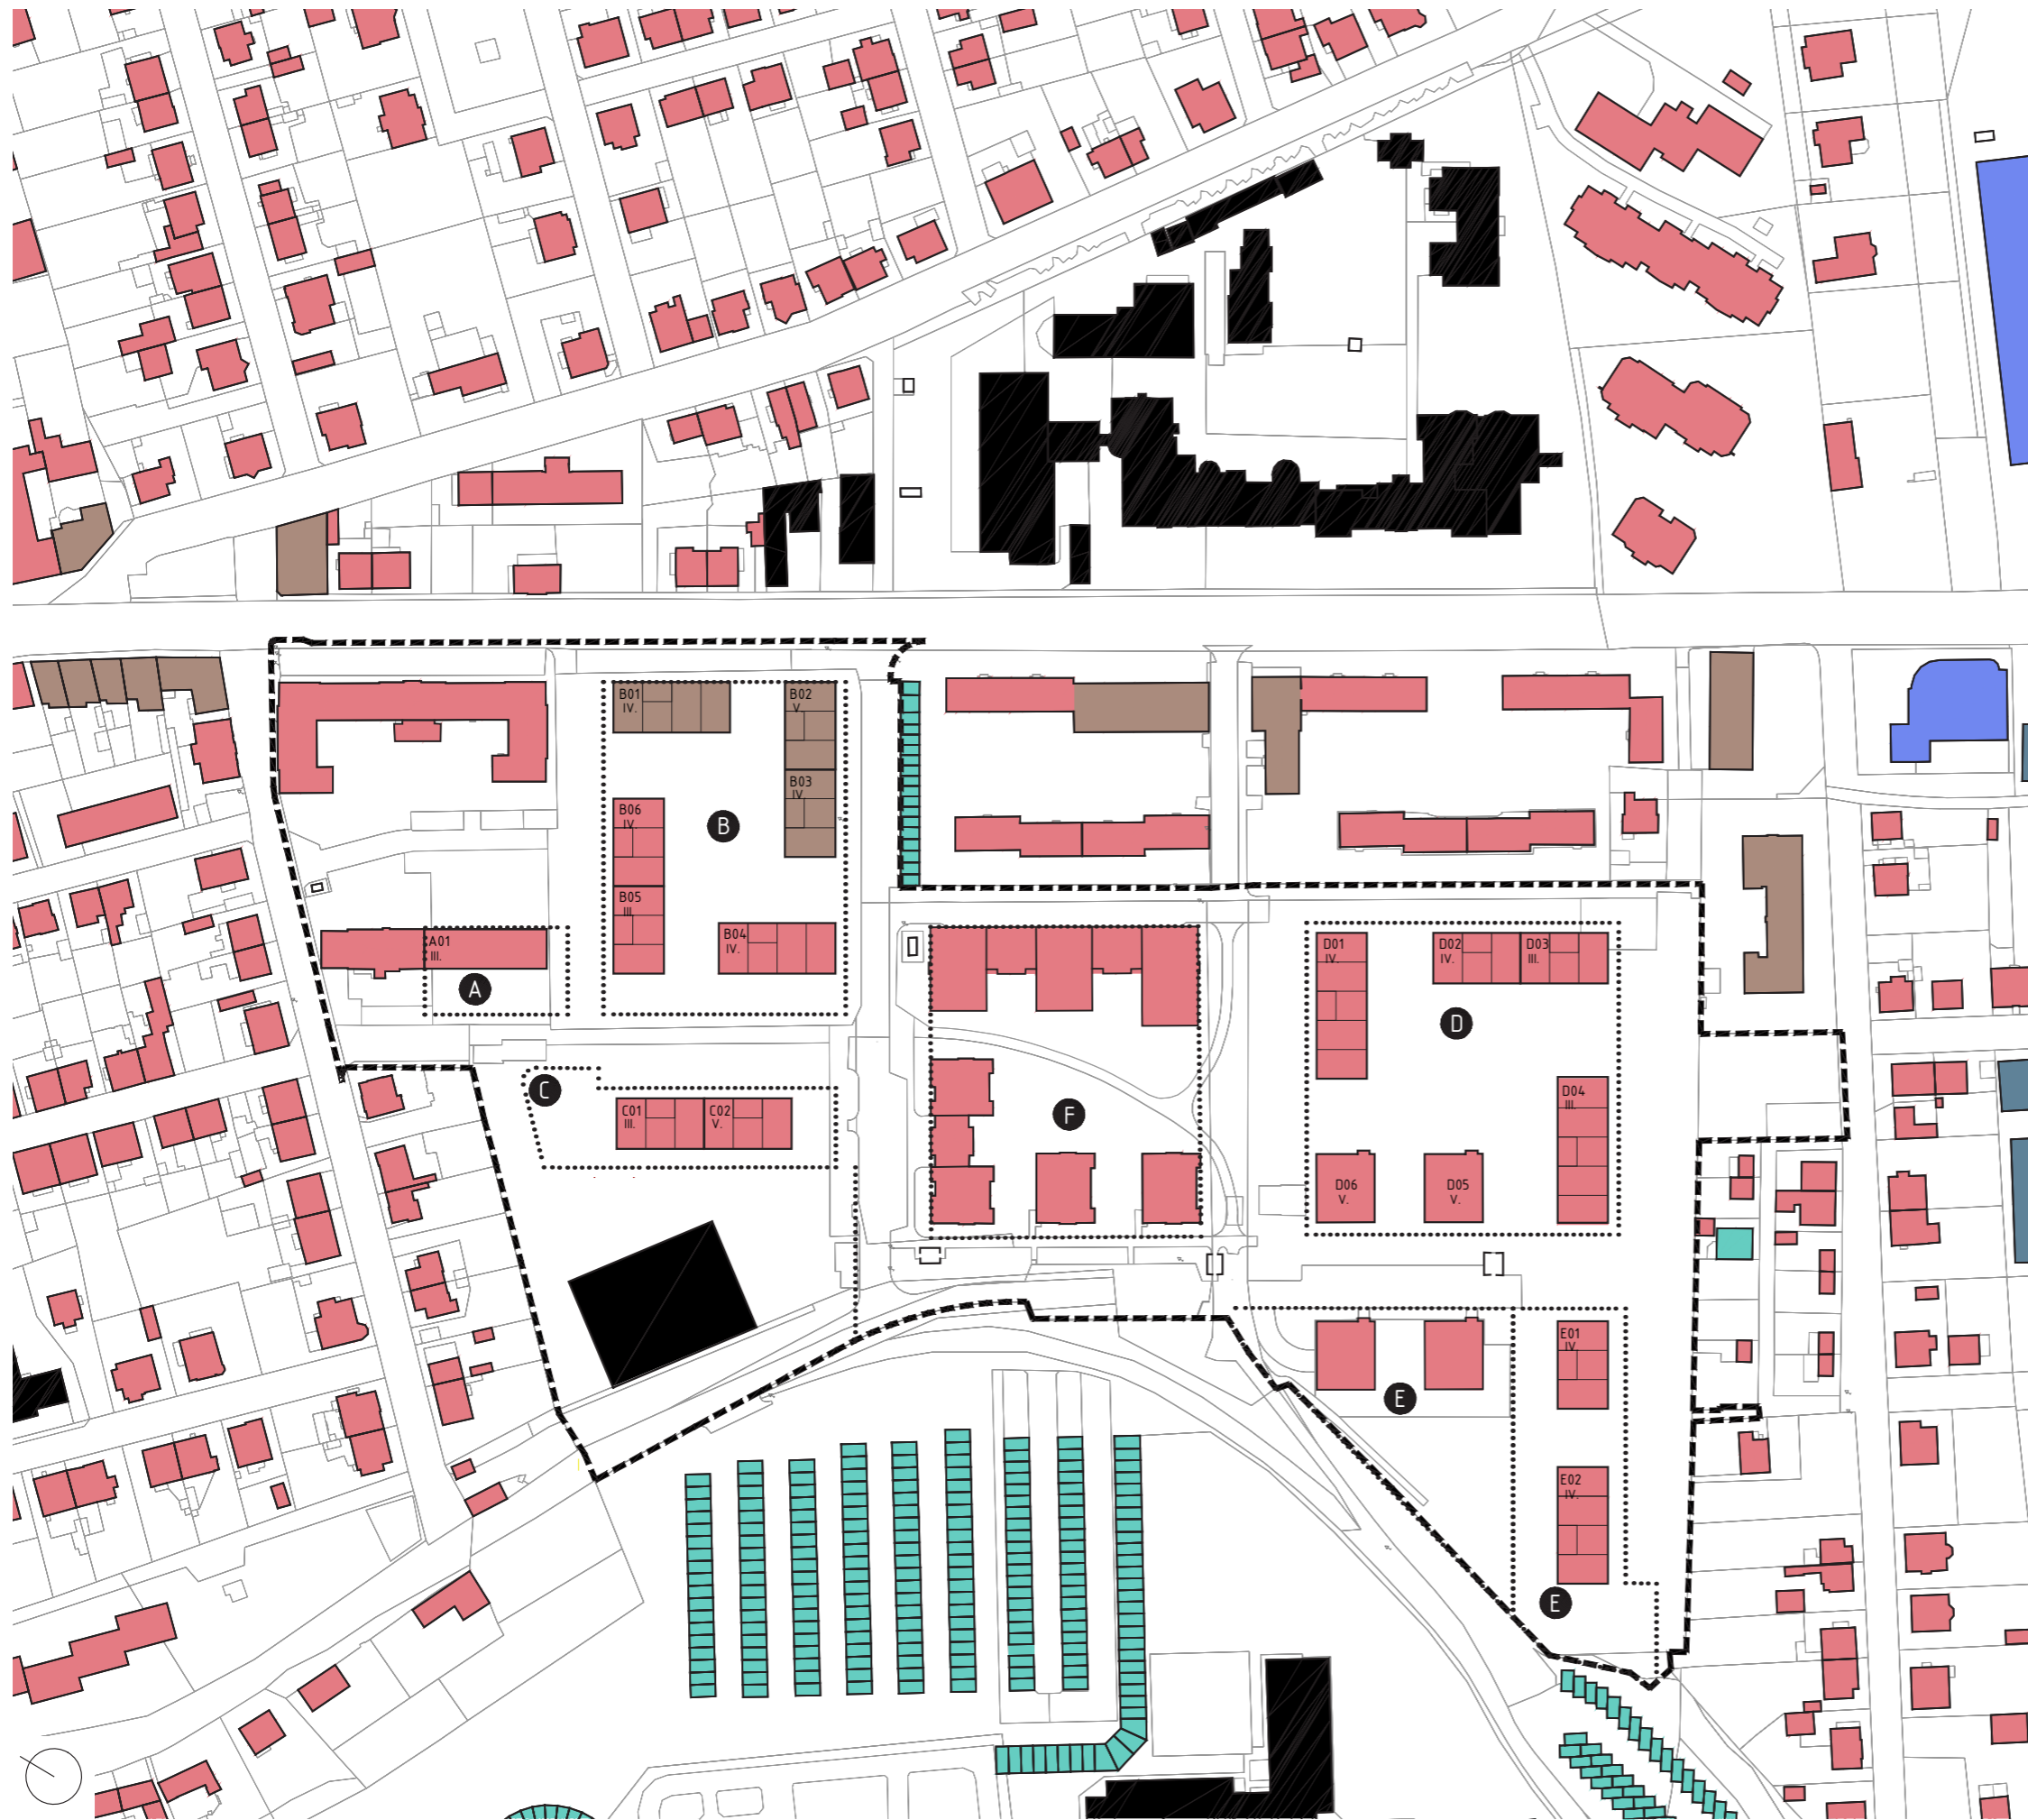 B01
IV.
B02
V.
B03
IV.
B06
IV.
B
B05
III.
B04
IV.
A01
III.
A
D01
IV.
D02
IV.
D03
III.
D
C
C01
III.
C02
V.
F
D04
III.
D06
V.
D05
V.
E01
IV.
E
E02
IV.
E